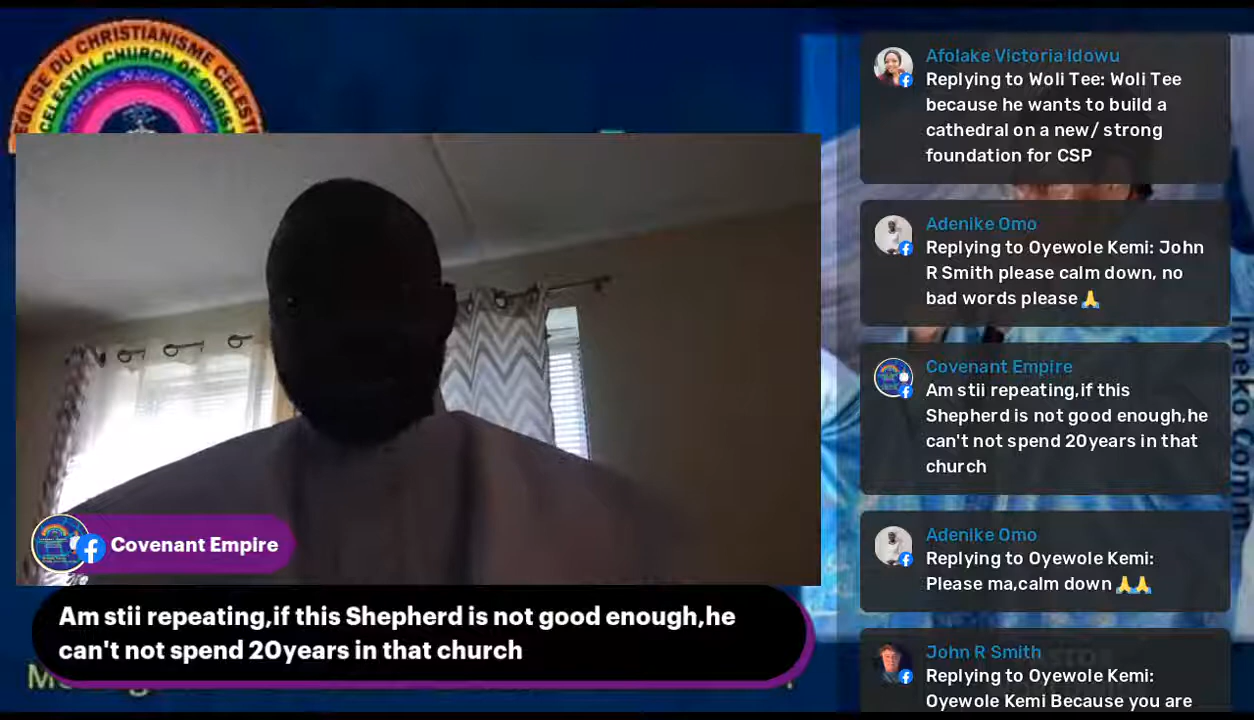 EGLISE DU CHRISTIANISME CELESTE
CELESTIAL CHURCH OF CHRIST
Covenant Empire
Am stii repeating,if this Shepherd is not good enough,he
can't not spend 20years in that church
Afolake Victoria Idowu
Replying to Woli Tee: Woli Tee
because he wants to build a
cathedral on a new/ strong
foundation for CSP
Adenike Omo
Replying to Oyewole Kemi: John
R Smith please calm down, no
bad words please🙏
Covenant Empire
Am stii repeating,if this
Shepherd is not good enough,he
can't not spend 20years in that
church
Adenike Omo
Replying to Oyewole Kemi:
Please ma,calm down🙏🙏
John R Smith
Replying to Oyewole Kemi:
Oyewole Kemi Because you are